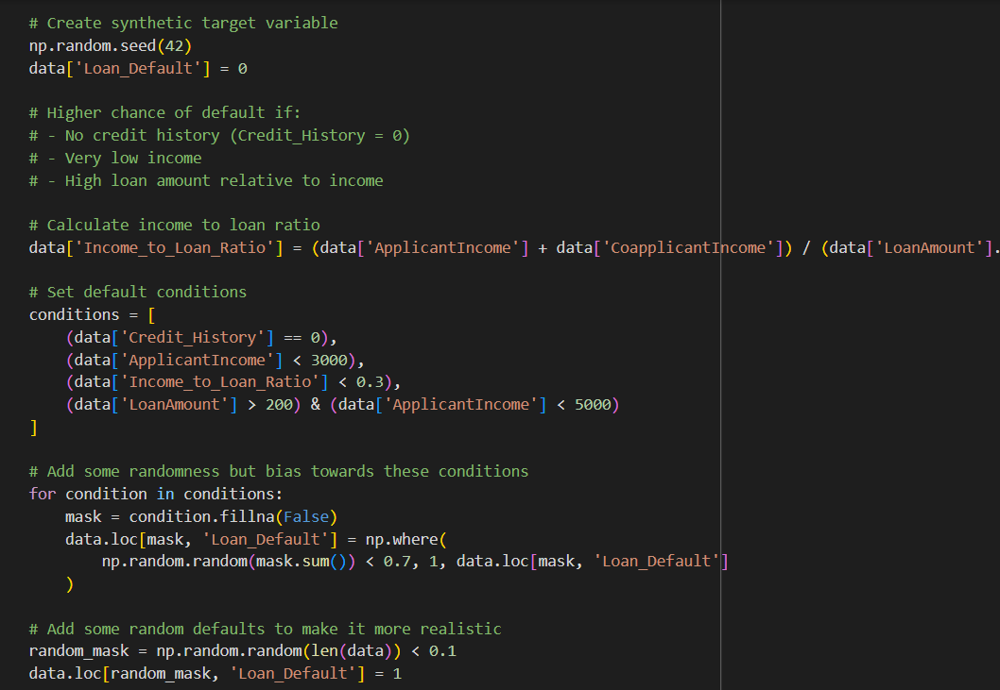 # Create synthetic target variable
np.random.seed(42)
data['Loan_Default'] = 0
# Higher chance of default if:
# - No credit history (Credit_History = 0)
# - Very low income
# - High loan amount relative to income
# Calculate income to loan ratio
data['Income_to_Loan_Ratio'] = (data['ApplicantIncome'] + data['CoapplicantIncome']) / (data['LoanAmount'].
# Set default conditions
conditions = [
    (data['Credit_History'] == 0),
    (data['ApplicantIncome'] < 3000),
    (data['Income_to_Loan_Ratio'] < 0.3),
    (data['LoanAmount'] > 200) & (data['ApplicantIncome'] < 5000)
]
# Add some randomness but bias towards these conditions
for condition in conditions:
    mask = condition.fillna(False)
    data.loc[mask, 'Loan_Default'] = np.where(
        np.random.random(mask.sum()) < 0.7, 1, data.loc[mask, 'Loan_Default']
    )
# Add some random defaults to make it more realistic
random_mask = np.random.random(len(data)) < 0.1
data.loc[random_mask, 'Loan_Default'] = 1